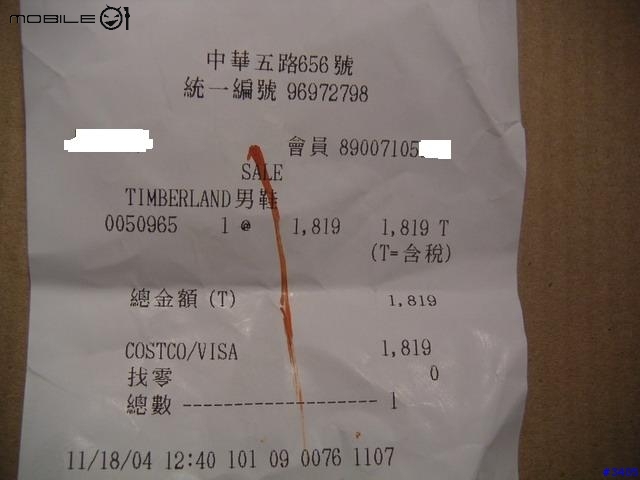 MOBILE01
中華五路656號
統一編號 96972798
會員 89007105
SALE
TIMBERLAND男鞋
0050965 1 @ 1,819 1,819 T
(T=含稅)
總金額 (T) 1,819
COSTCO/VISA 1,819
找零 0
總數 ------------------- 1
11/18/04 12:40 101 09 0076 1107